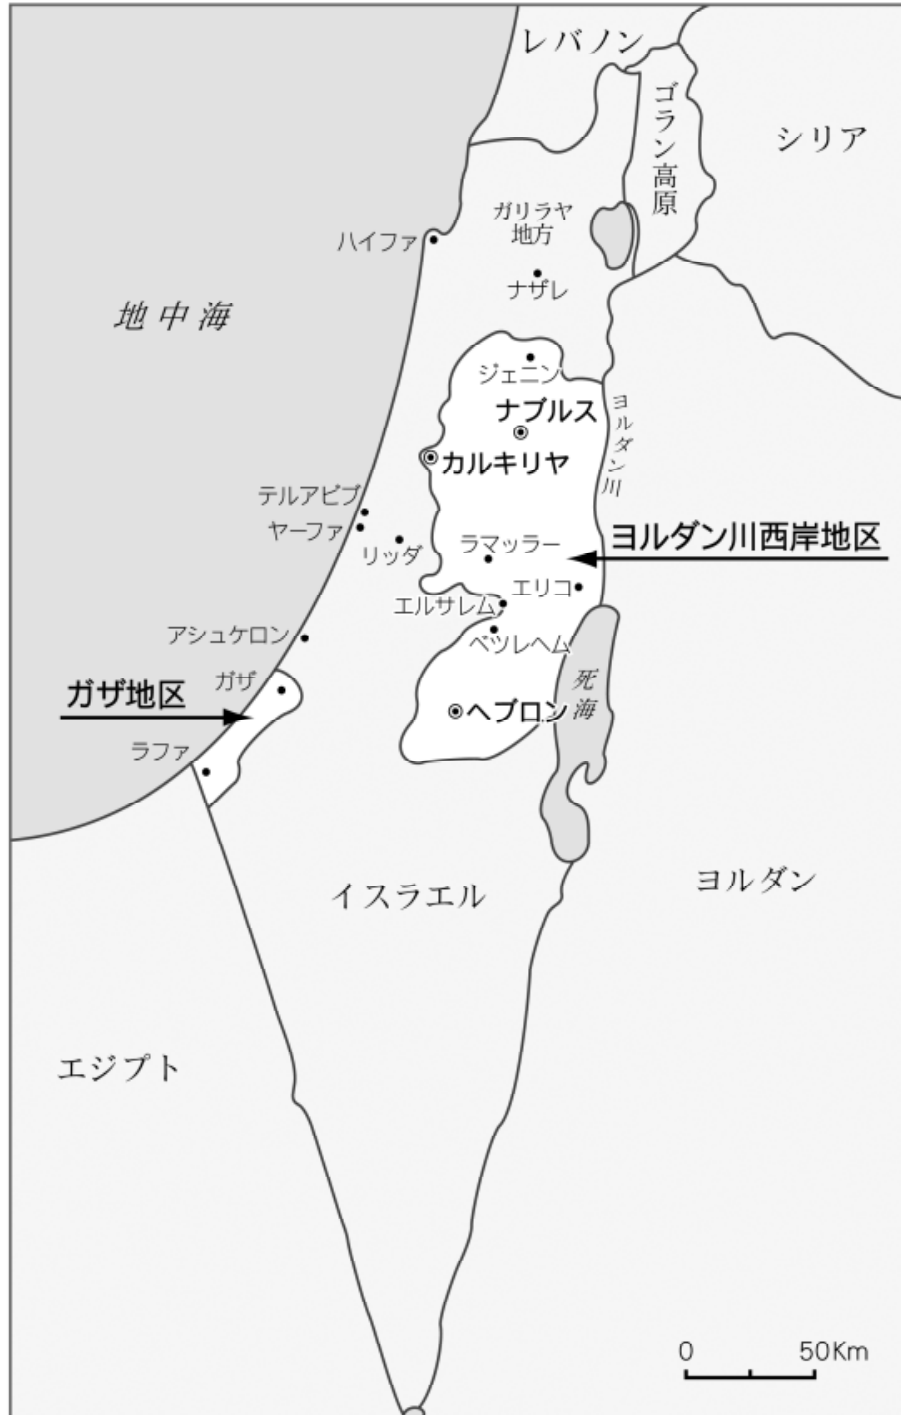 レバノン
ゴラン高原
シリア
ガリラヤ
地方
ハイファ
ナザレ
地中海
ジェニン
ナブルス
ヨルダン川
カルキリヤ
テルアビブ
ヤーファ
リッダ
ラマッラー
ヨルダン川西岸地区
エリコ
エルサレム
アシュケロン
ベツレヘム
ガザ
ガザ地区
死海
ヘブロン
ラファ
イスラエル
ヨルダン
エジプト
0 50Km